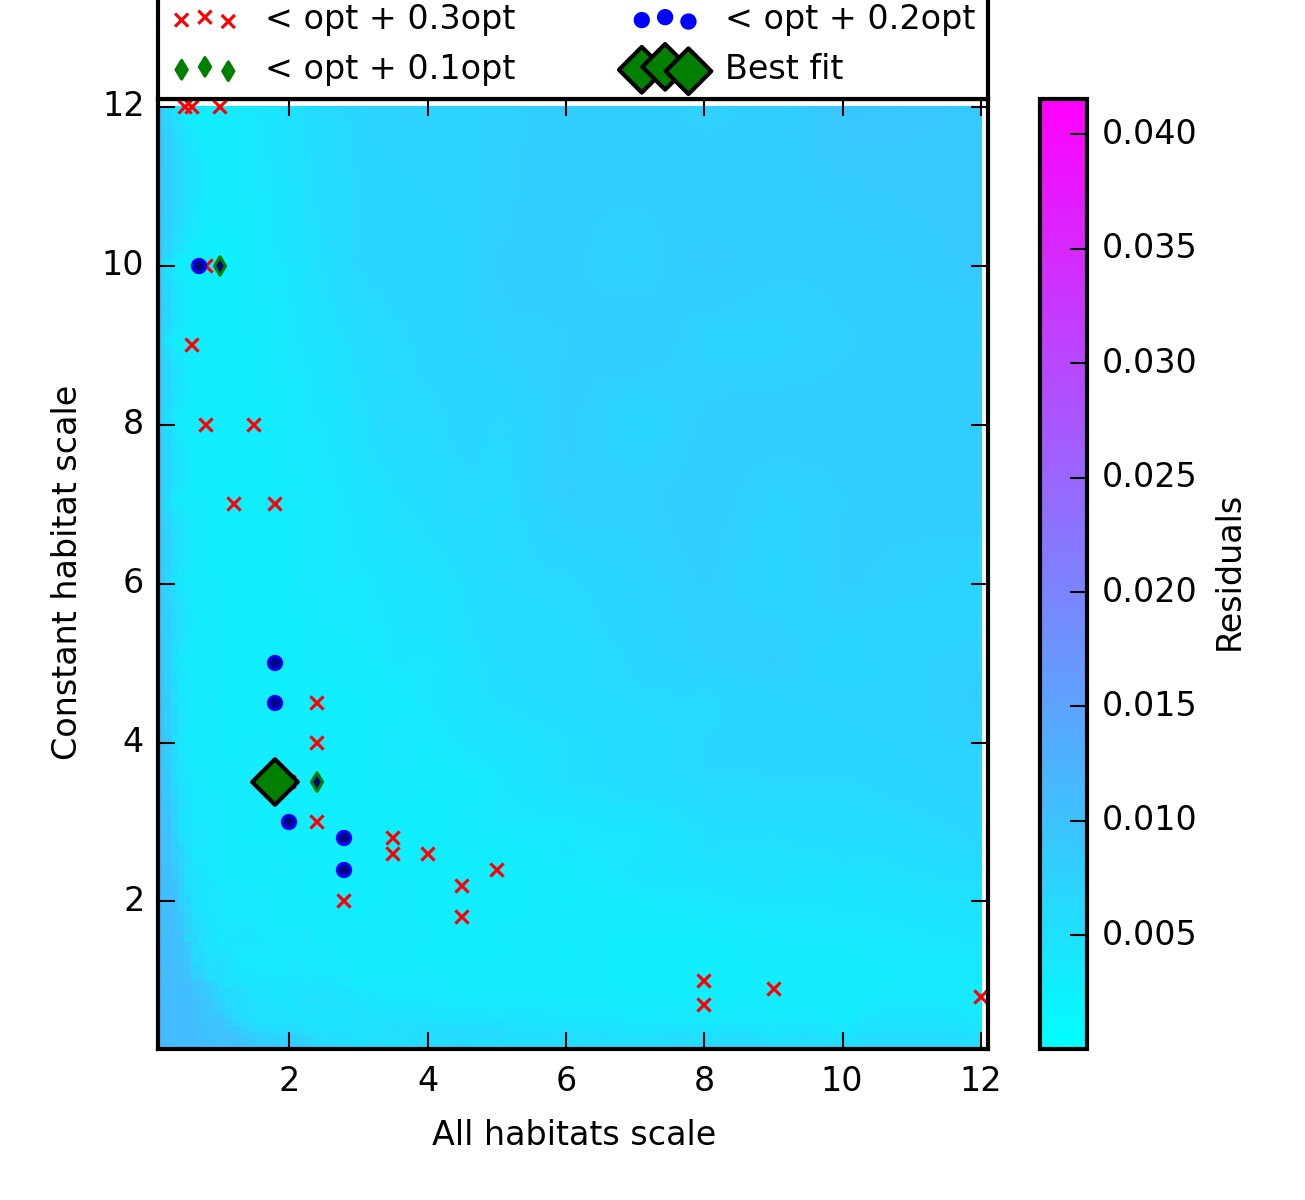 < opt + 0.3opt
< opt + 0.2opt
< opt + 0.1opt
Best fit
12
10
8
6
4
2
Constant habitat scale
2 4 6 8 10 12
All habitats scale
0.040
0.035
0.030
0.025
0.020
0.015
0.010
0.005
Residuals